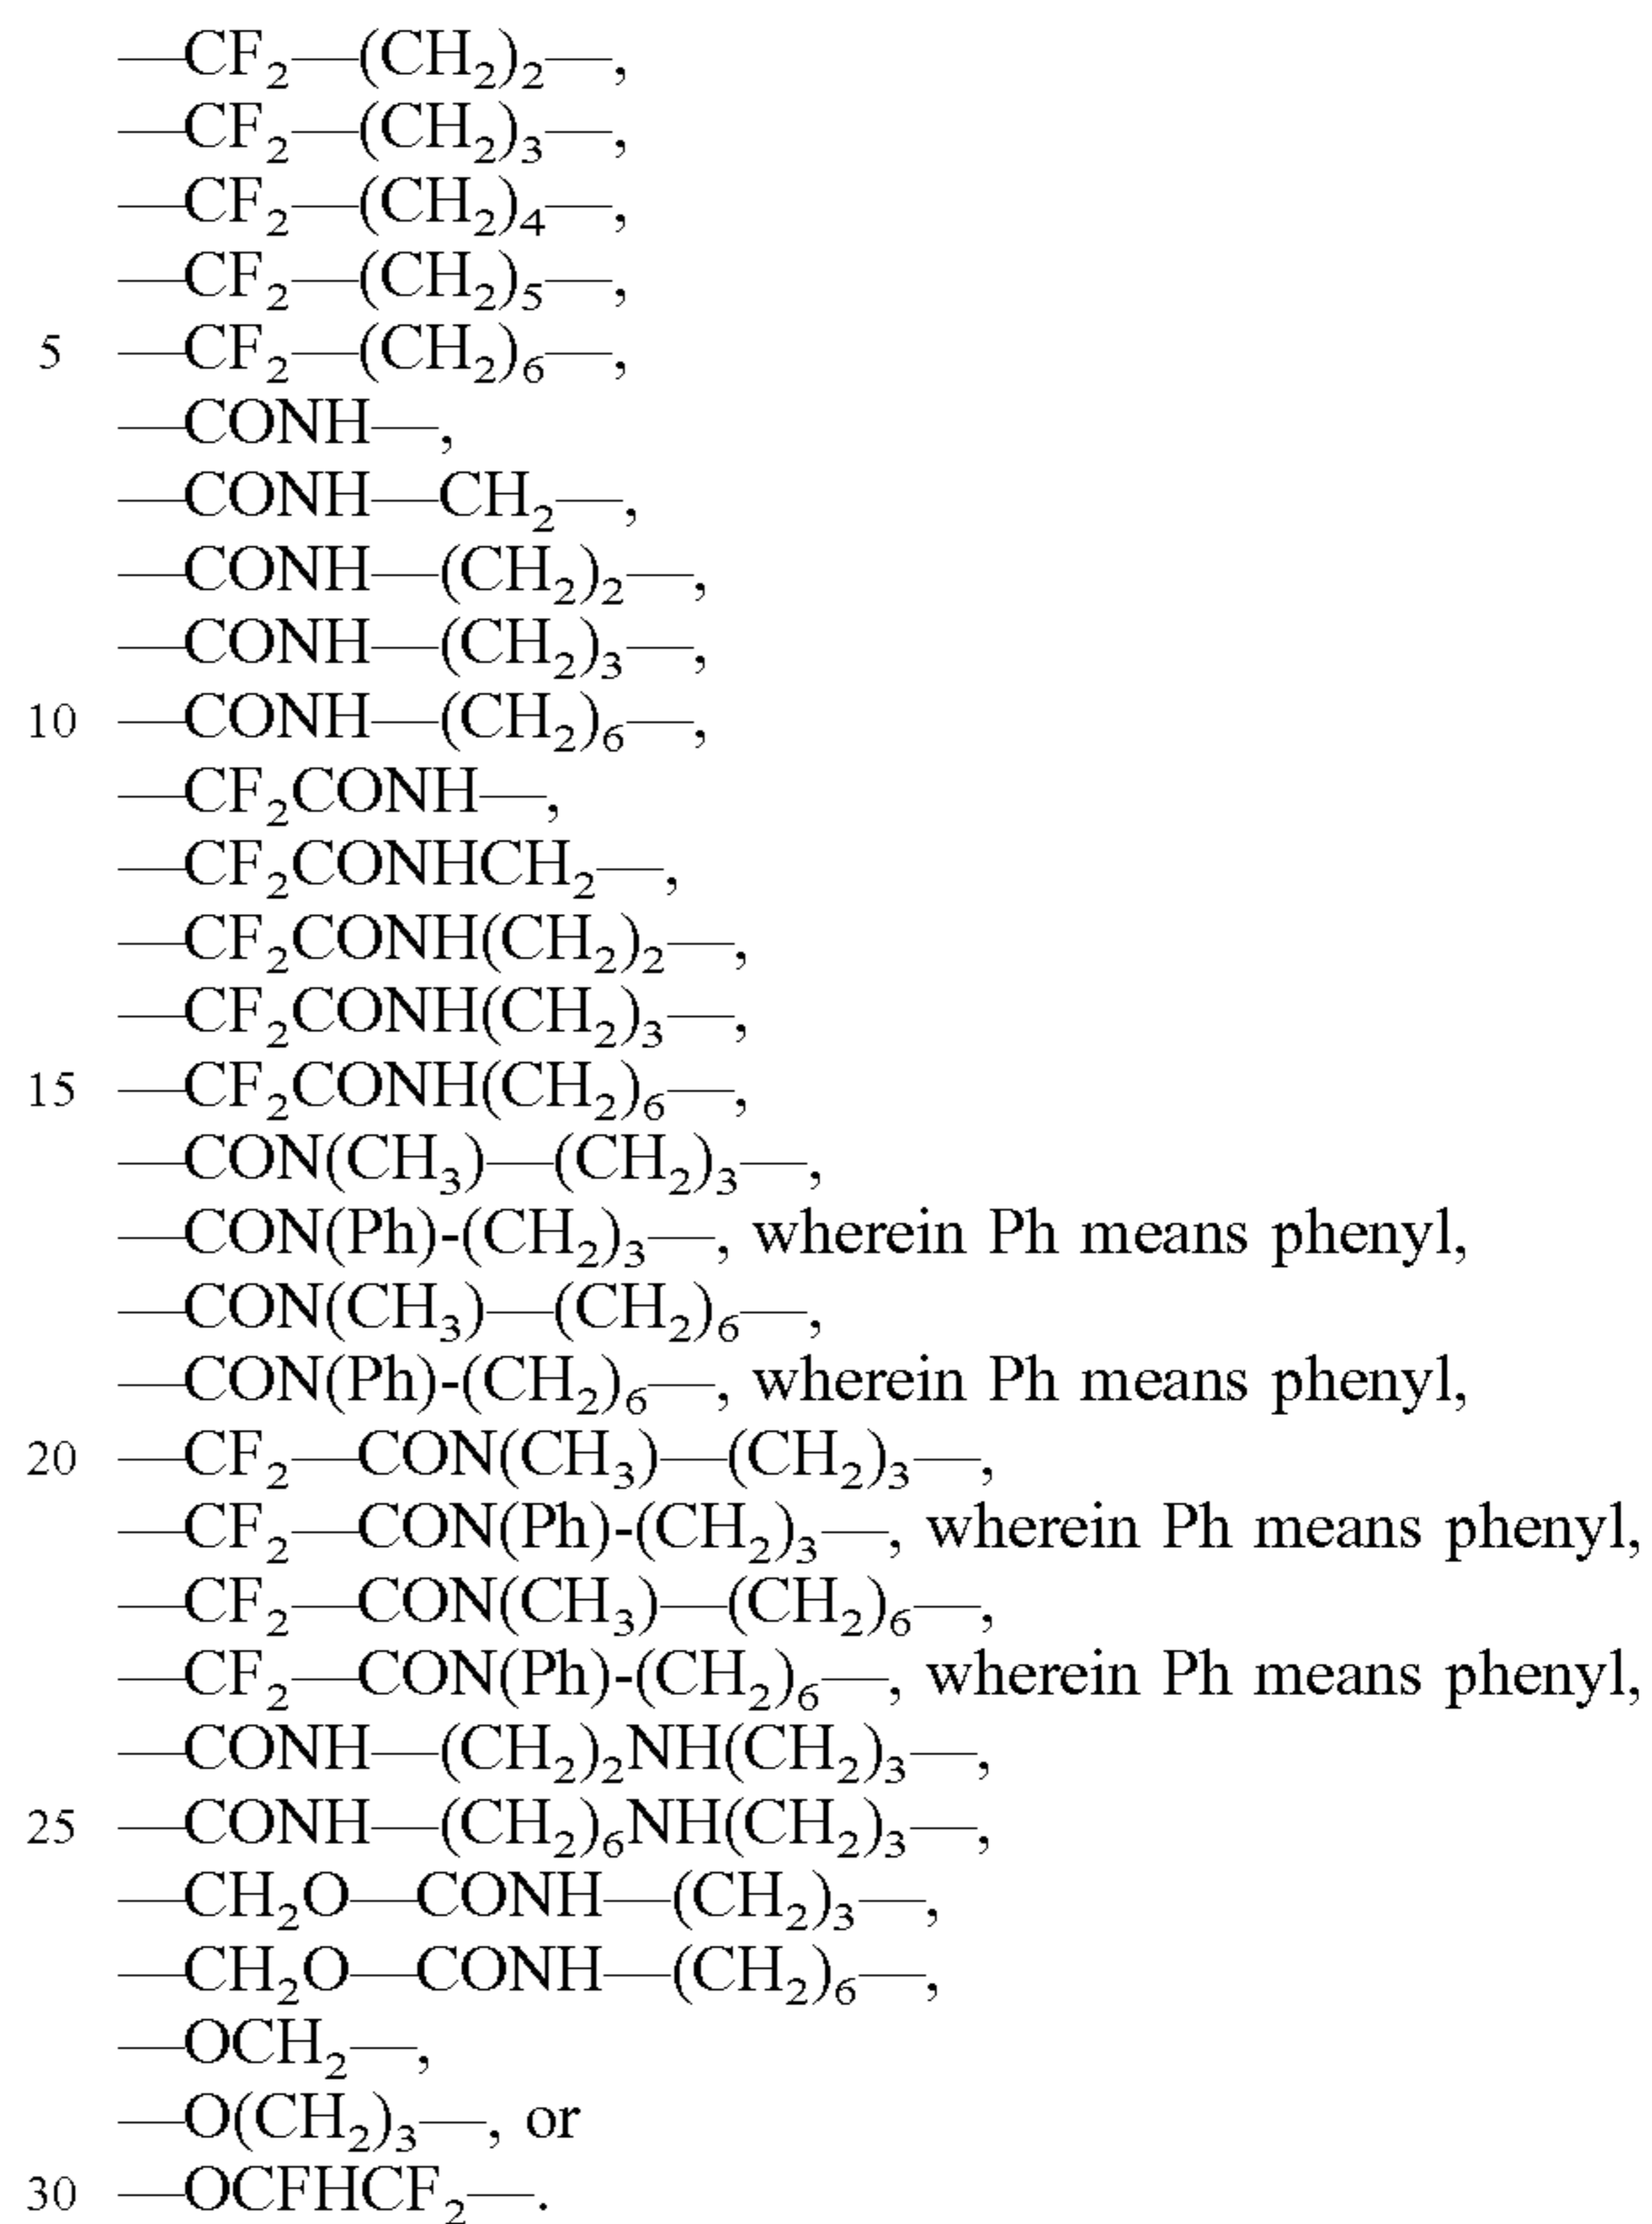 —CF₂—(CH₂)₂—,
—CF₂—(CH₂)₃—,
—CF₂—(CH₂)₄—,
—CF₂—(CH₂)₅—,
5 —CF₂—(CH₂)₆—,
—CONH—,
—CONH—CH₂—,
—CONH—(CH₂)₂—,
—CONH—(CH₂)₃—,
10 —CONH—(CH₂)₆—,
—CF₂CONH—,
—CF₂CONHCH₂—,
—CF₂CONH(CH₂)₂—,
—CF₂CONH(CH₂)₃—,
15 —CF₂CONH(CH₂)₆—,
—CON(CH₃)—(CH₂)₃—,
—CON(Ph)-(CH₂)₃—, wherein Ph means phenyl,
—CON(CH₃)—(CH₂)₆—,
—CON(Ph)-(CH₂)₆—, wherein Ph means phenyl,
20 —CF₂—CON(CH₃)—(CH₂)₃—,
—CF₂—CON(Ph)-(CH₂)₃—, wherein Ph means phenyl,
—CF₂—CON(CH₃)—(CH₂)₆—,
—CF₂—CON(Ph)-(CH₂)₆—, wherein Ph means phenyl,
—CONH—(CH₂)₂NH(CH₂)₃—,
25 —CONH—(CH₂)₆NH(CH₂)₃—,
—CH₂O—CONH—(CH₂)₃—,
—CH₂O—CONH—(CH₂)₆—,
—OCH₂—,
—O(CH₂)₃—, or
30 —OCFHCF₂—.